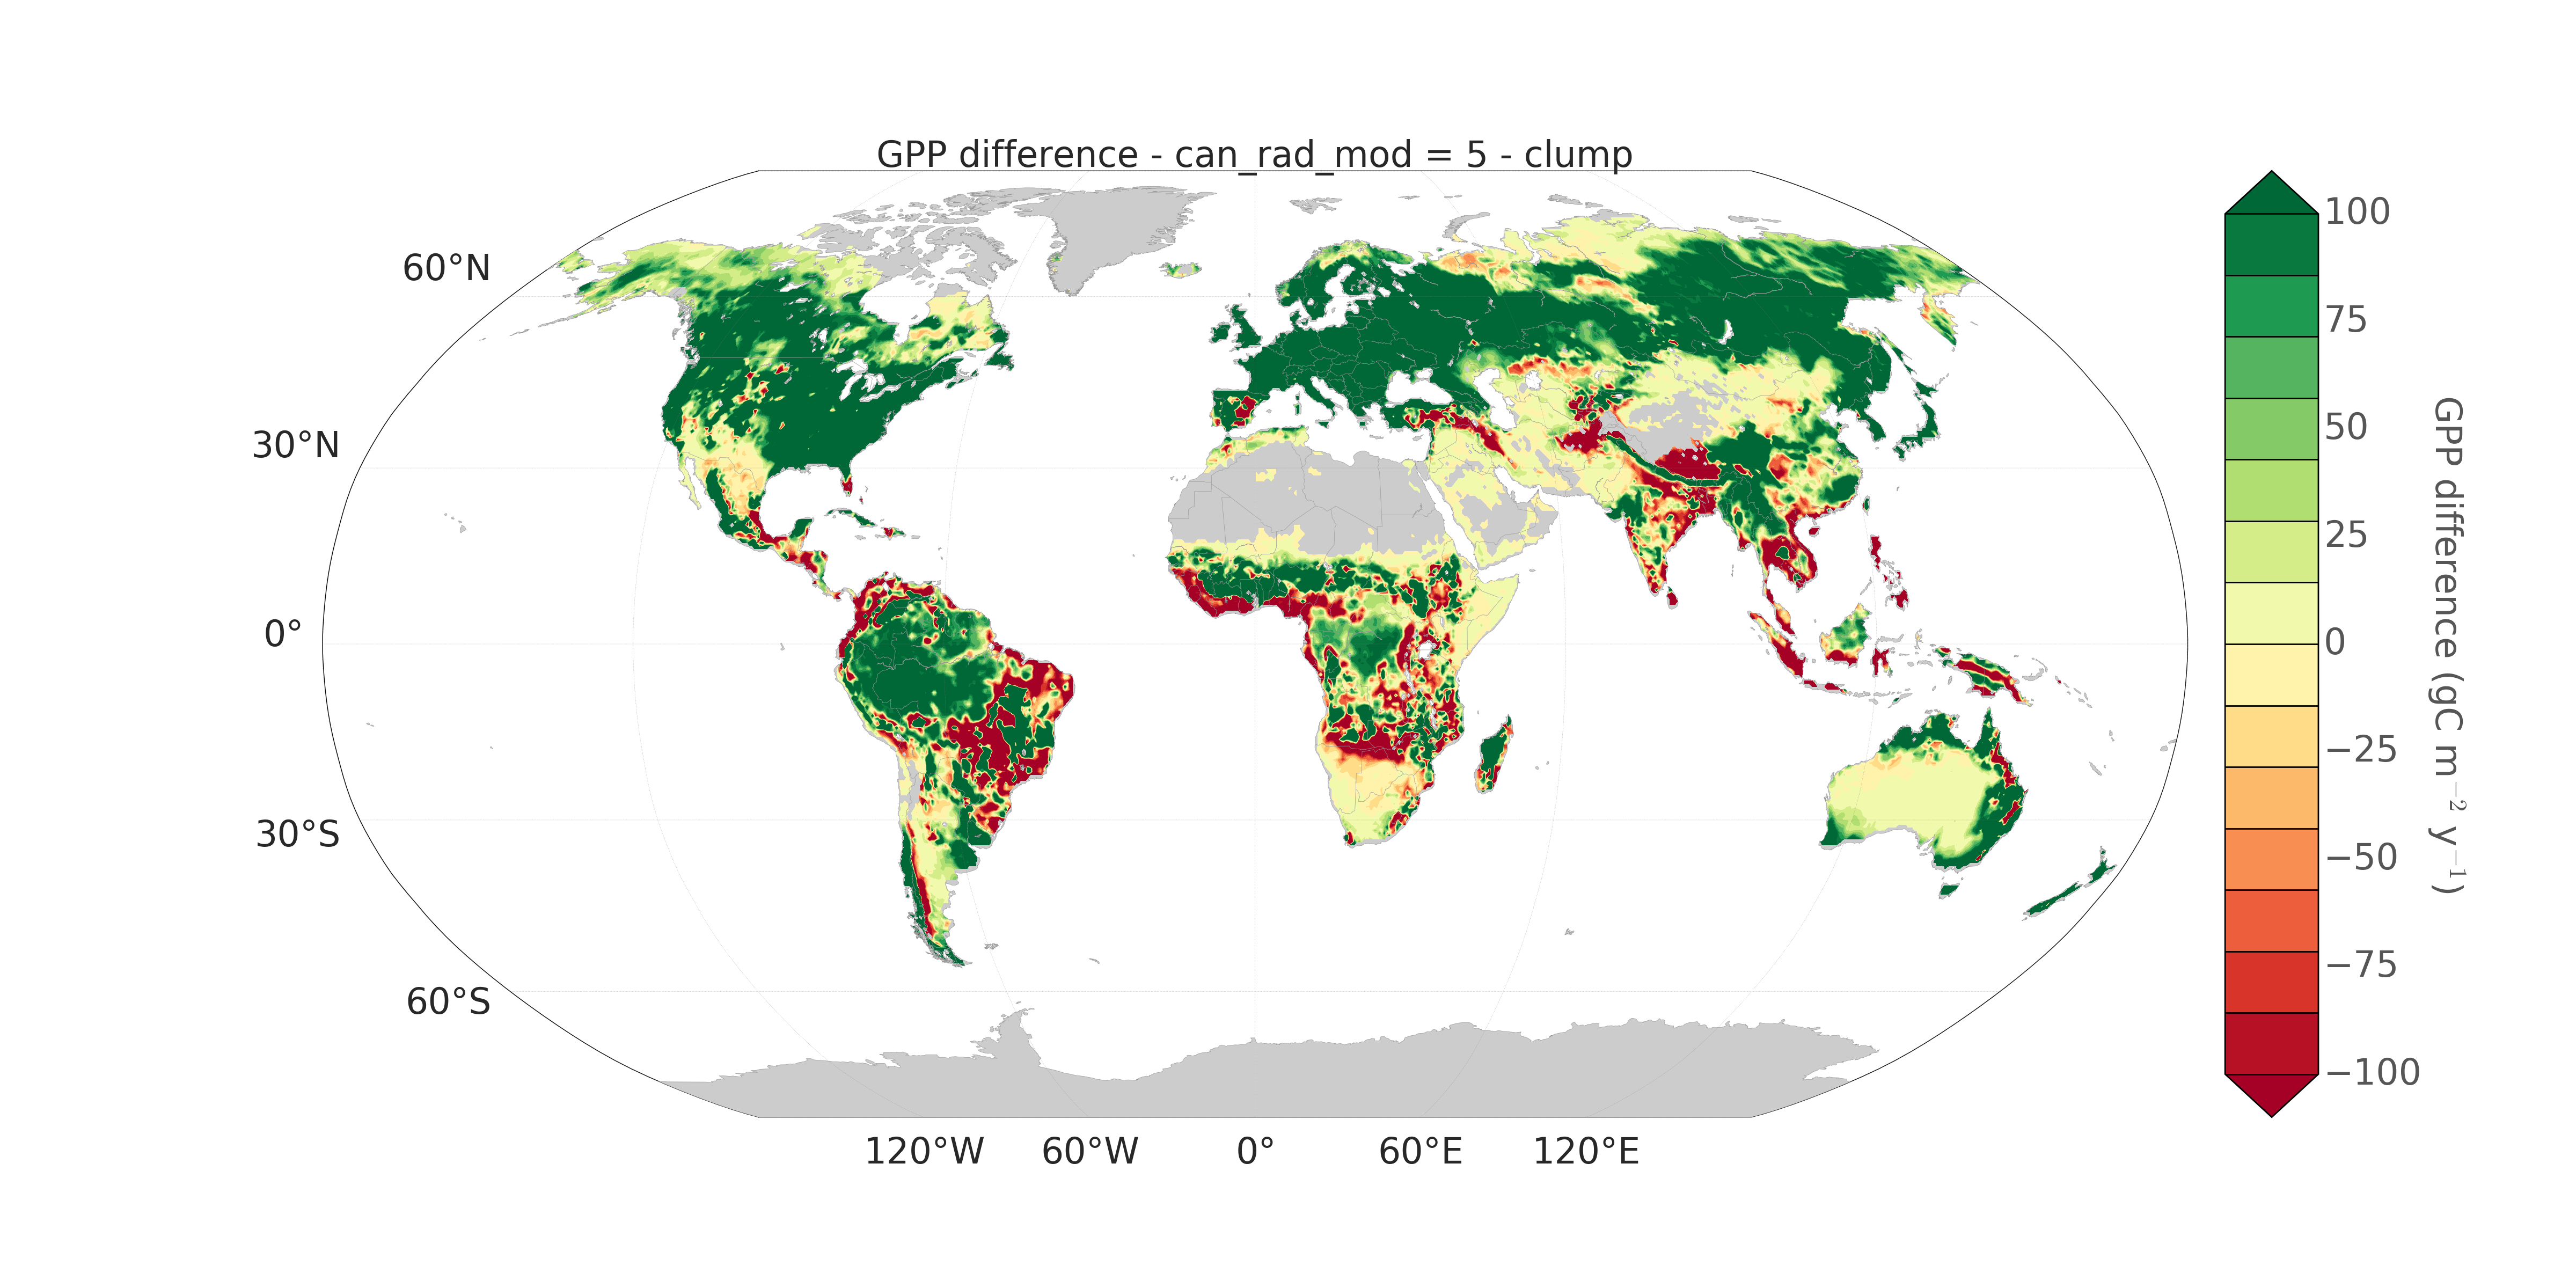 GPP difference - can_rad_mod = 5 - clump
60°N
30°N
0°
30°S
60°S
120°W 60°W 0° 60°E 120°E
100
75
50
25
0
−25
−50
−75
−100
GPP difference (gC m⁻² y⁻¹)